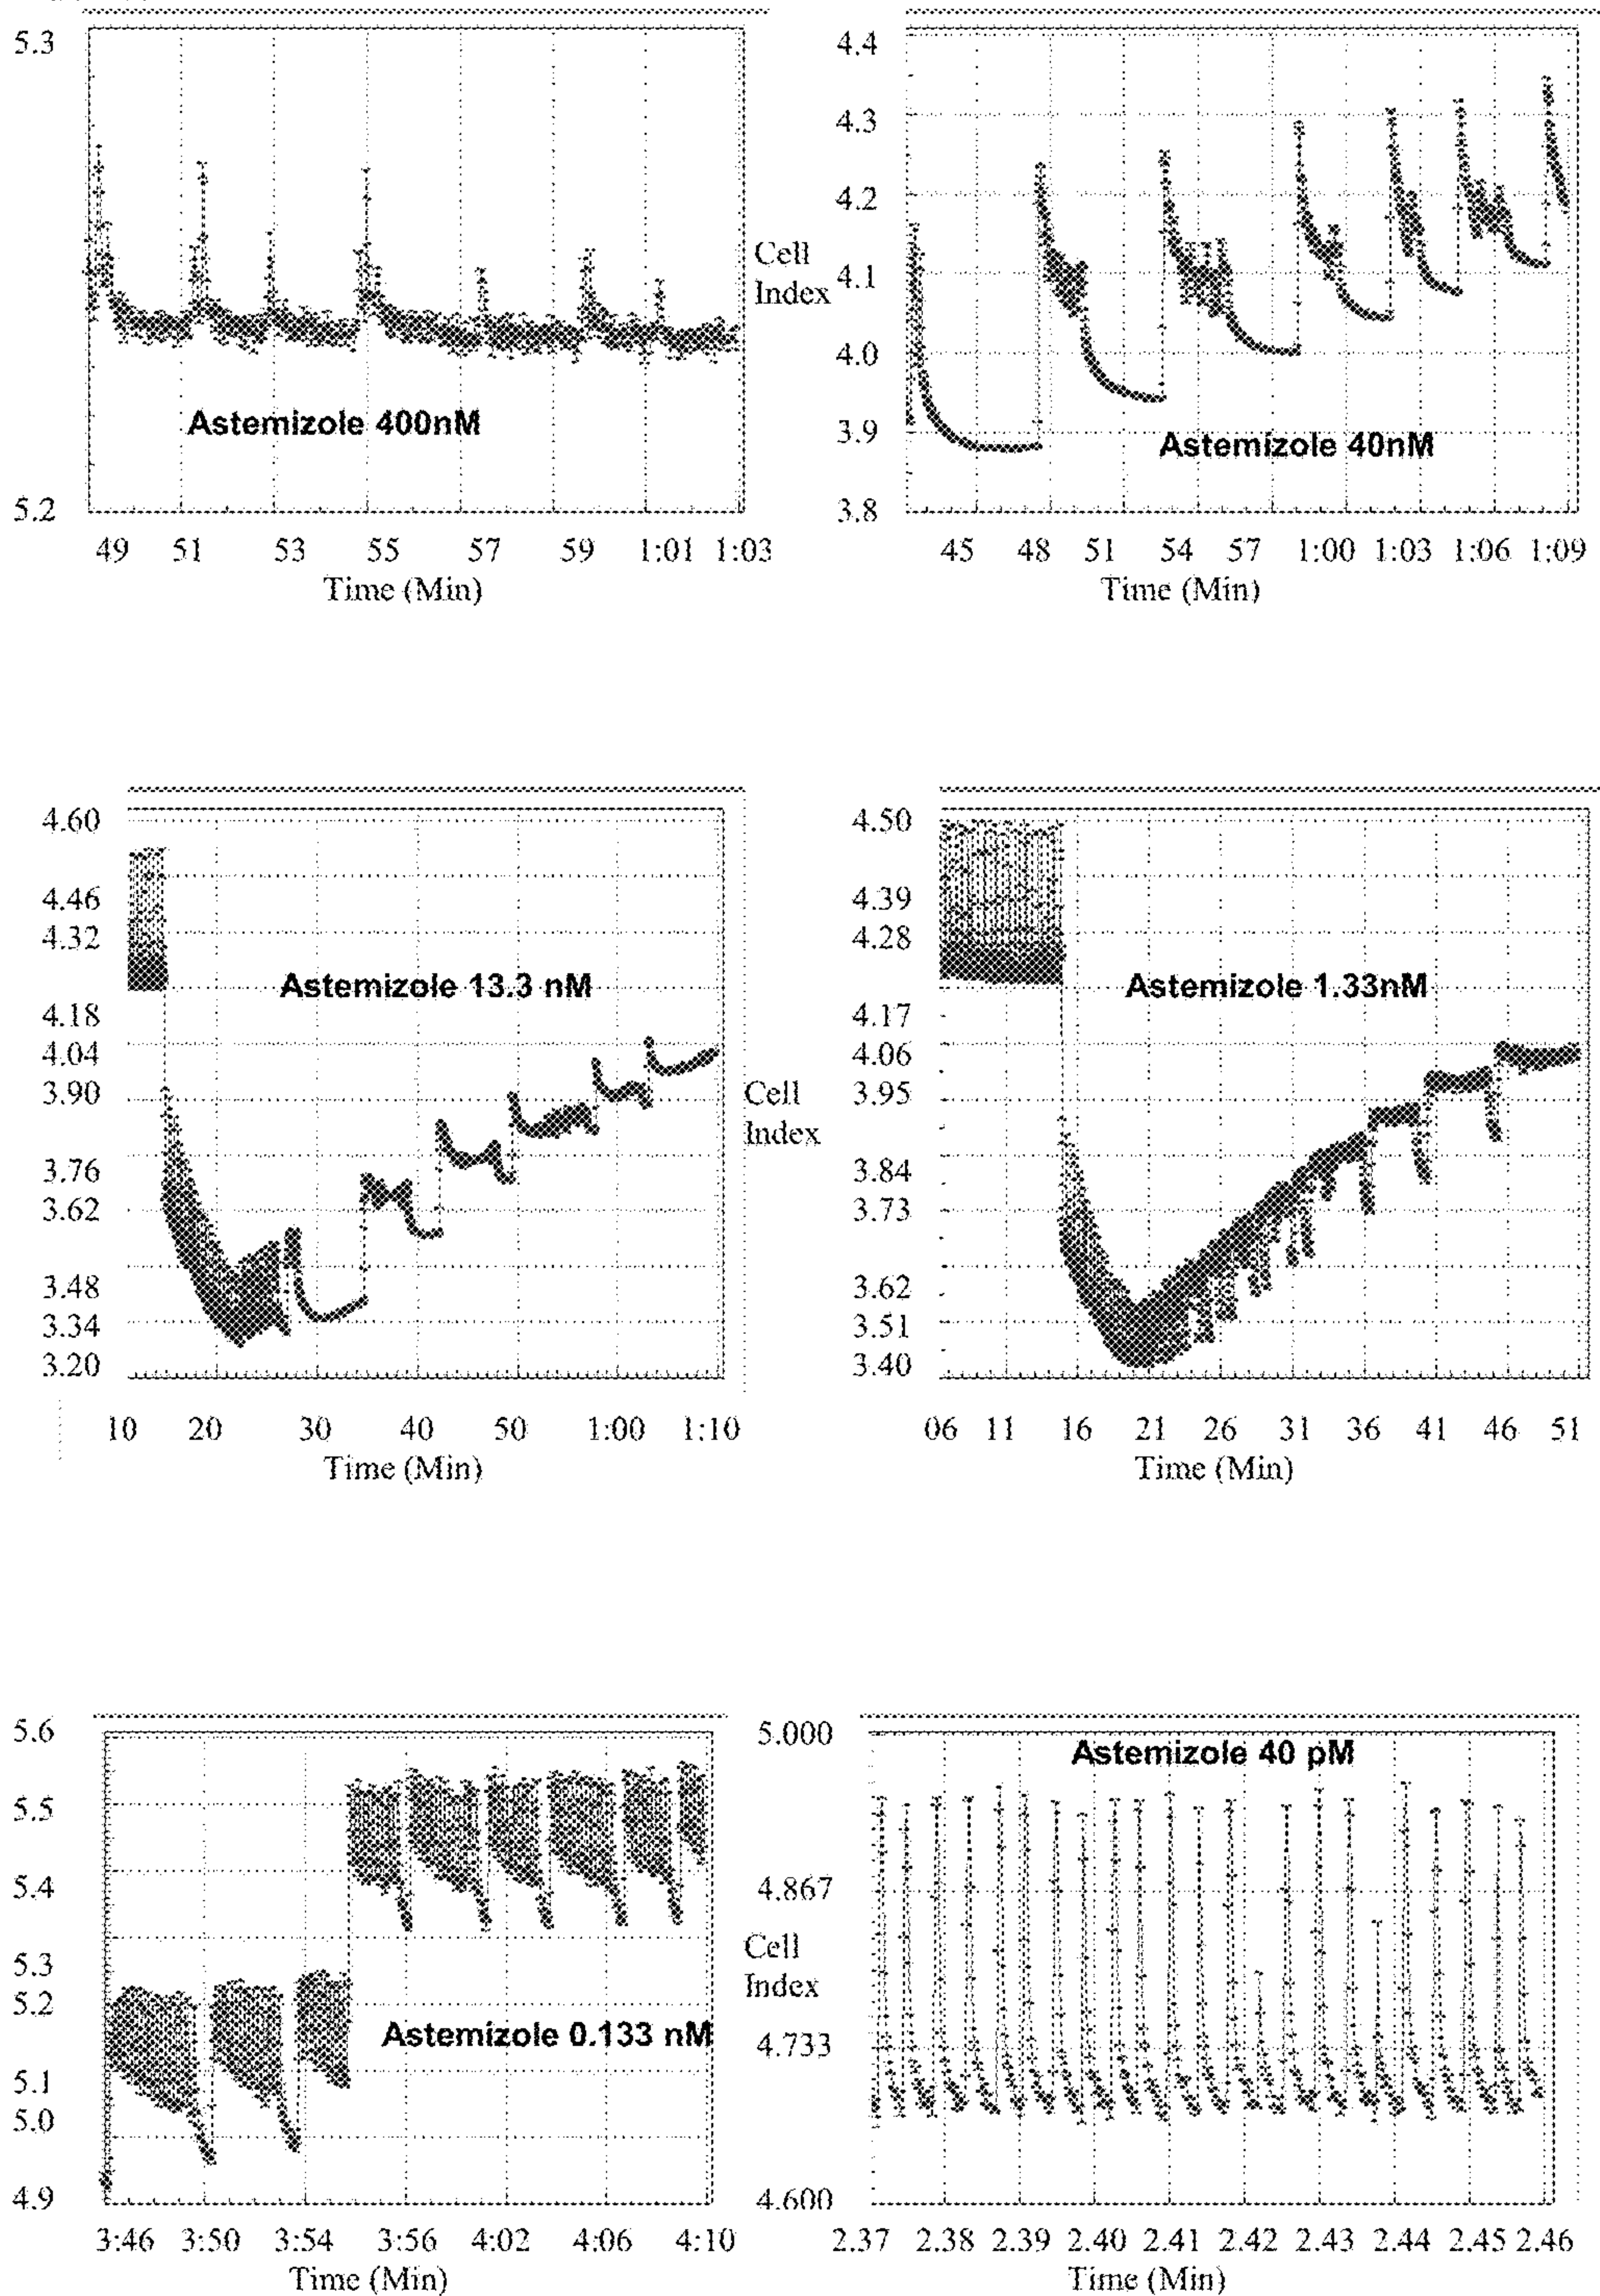 5.3
5.2
49 51 53 55 57 59 1:01 1:03
Time (Min)
Astemizole 400nM
Cell
Index
4.4
4.3
4.2
4.1
4.0
3.9
3.8
45 48 51 54 57 1:00 1:03 1:06 1:09
Time (Min)
Astemizole 40nM
4.60
4.46
4.32
4.18
4.04
3.90
3.76
3.62
3.48
3.34
3.20
10 20 30 40 50 1:00 1:10
Time (Min)
Astemizole 13.3 nM
Cell
Index
4.50
4.39
4.28
4.17
4.06
3.95
3.84
3.73
3.62
3.51
3.40
06 11 16 21 26 31 36 41 46 51
Time (Min)
Astemizole 1.33nM
5.6
5.5
5.4
5.3
5.2
5.1
5.0
4.9
3:46 3:50 3:54 3:56 4:02 4:06 4:10
Time (Min)
Astemizole 0.133 nM
Cell
Index
5.000
4.867
4.733
4.600
2.37 2.38 2.39 2.40 2.41 2.42 2.43 2.44 2.45 2.46
Time (Min)
Astemizole 40 pM